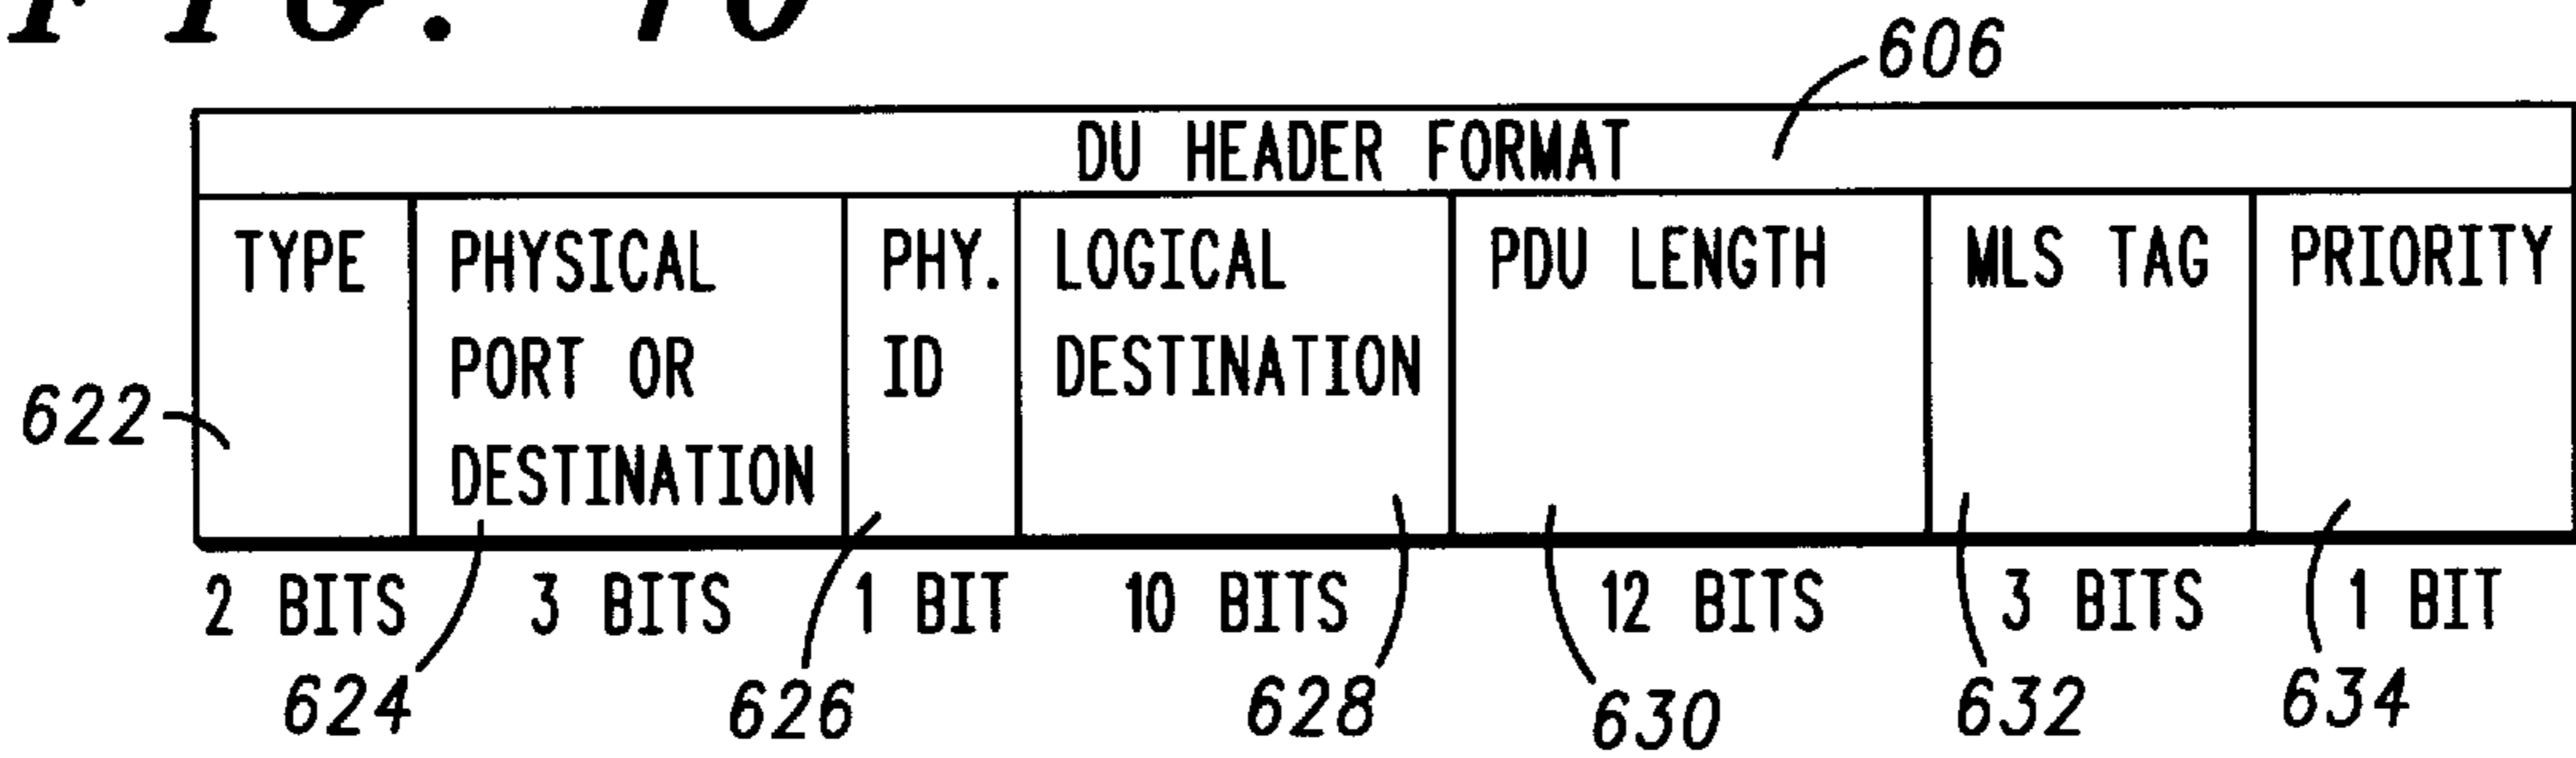 FIG. 10
606
DU HEADER FORMAT
TYPE
PHYSICAL
PORT OR
DESTINATION
PHY.
ID
LOGICAL
DESTINATION
PDU LENGTH
MLS TAG
PRIORITY
622
2 BITS
3 BITS
1 BIT
10 BITS
12 BITS
3 BITS
1 BIT
624
626
628
630
632
634